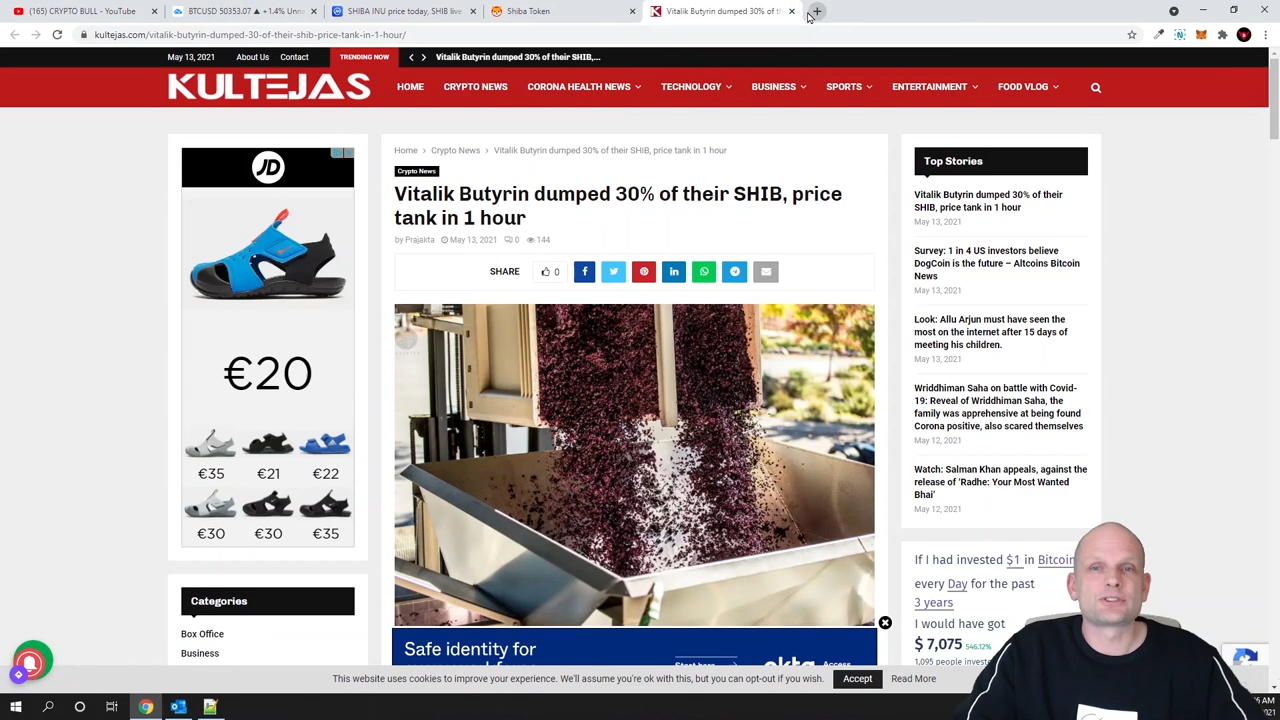 (165) CRYPTO BULL - YouTube
BTCUSD 50353.07 ▲ +1.4% Unna
SHIBA INU price today, SHIB live
Shiba Token
Vitalik Butyrin dumped 30% of th
kultejas.com/vitalik-butyrin-dumped-30-of-their-shib-price-tank-in-1-hour/
May 13, 2021
About Us
Contact
TRENDING NOW
Vitalik Butyrin dumped 30% of their SHIB,...
KULTEJAS
HOME
CRYPTO NEWS
CORONA HEALTH NEWS
TECHNOLOGY
BUSINESS
SPORTS
ENTERTAINMENT
FOOD VLOG
JD
€20
€35
€21
€22
€30
€30
€35
Categories
Box Office
Business
Home > Crypto News > Vitalik Butyrin dumped 30% of their SHIB, price tank in 1 hour
Crypto News
Vitalik Butyrin dumped 30% of their SHIB, price
tank in 1 hour
by Prajakta May 13, 2021 0 144
SHARE
0
Safe identity for
Start here
okta
Access
Top Stories
Vitalik Butyrin dumped 30% of their
SHIB, price tank in 1 hour
May 13, 2021
Survey: 1 in 4 US investors believe
DogCoin is the future – Altcoins Bitcoin
News
May 13, 2021
Look: Allu Arjun must have seen the
most on the internet after 15 days of
meeting his children.
May 13, 2021
Wriddhiman Saha on battle with Covid-
19: Reveal of Wriddhiman Saha, the
family was apprehensive at being found
Corona positive, also scared themselves
May 12, 2021
Watch: Salman Khan appeals, against the
release of ‘Radhe: Your Most Wanted
Bhai’
May 12, 2021
If I had invested $1 in Bitcoin
every Day for the past
3 years
I would have got
$ 7,075 546.12%
1,095 people
This website uses cookies to improve your experience. We'll assume you're ok with this, but you can opt-out if you wish.
Accept
Read More